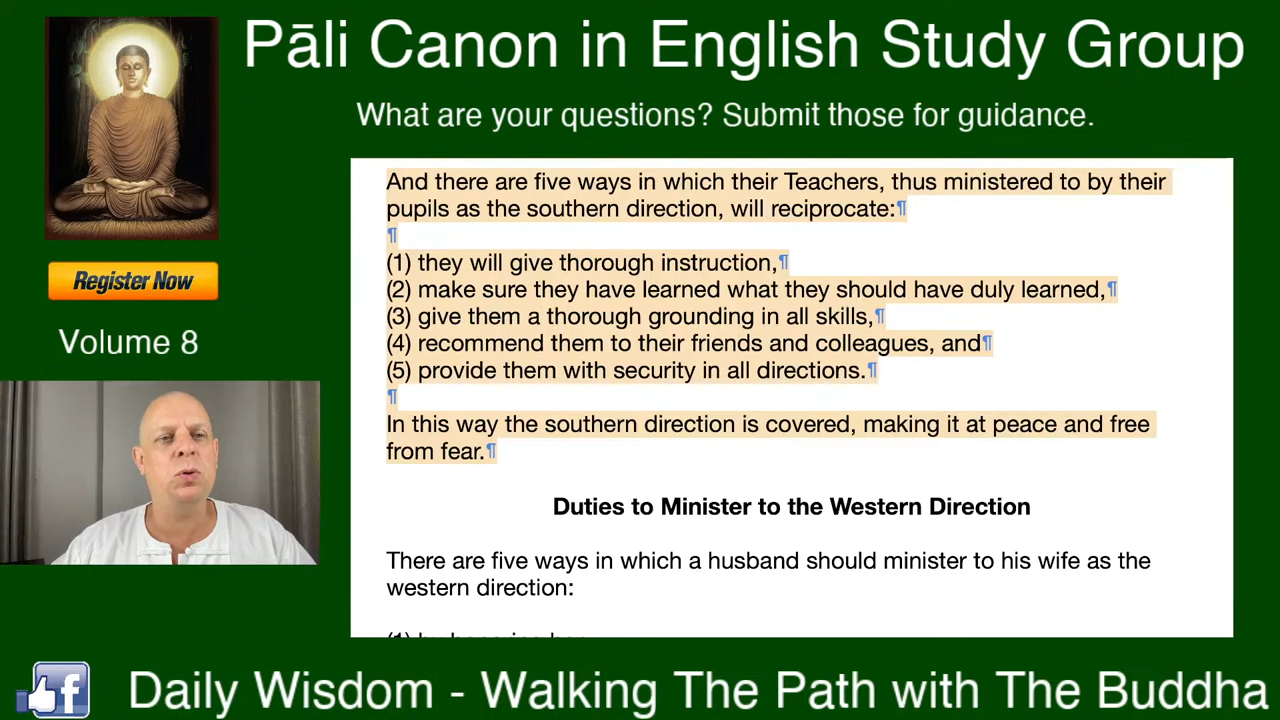 Pāli Canon in English Study Group
What are your questions? Submit those for guidance.
Register Now
Volume 8
And there are five ways in which their Teachers, thus ministered to by their
pupils as the southern direction, will reciprocate:¶
¶
(1) they will give thorough instruction,¶
(2) make sure they have learned what they should have duly learned,¶
(3) give them a thorough grounding in all skills,¶
(4) recommend them to their friends and colleagues, and¶
(5) provide them with security in all directions.¶
¶
In this way the southern direction is covered, making it at peace and free
from fear.¶
Duties to Minister to the Western Direction
There are five ways in which a husband should minister to his wife as the
western direction:
(1) by
f
Daily Wisdom - Walking The Path with The Buddha